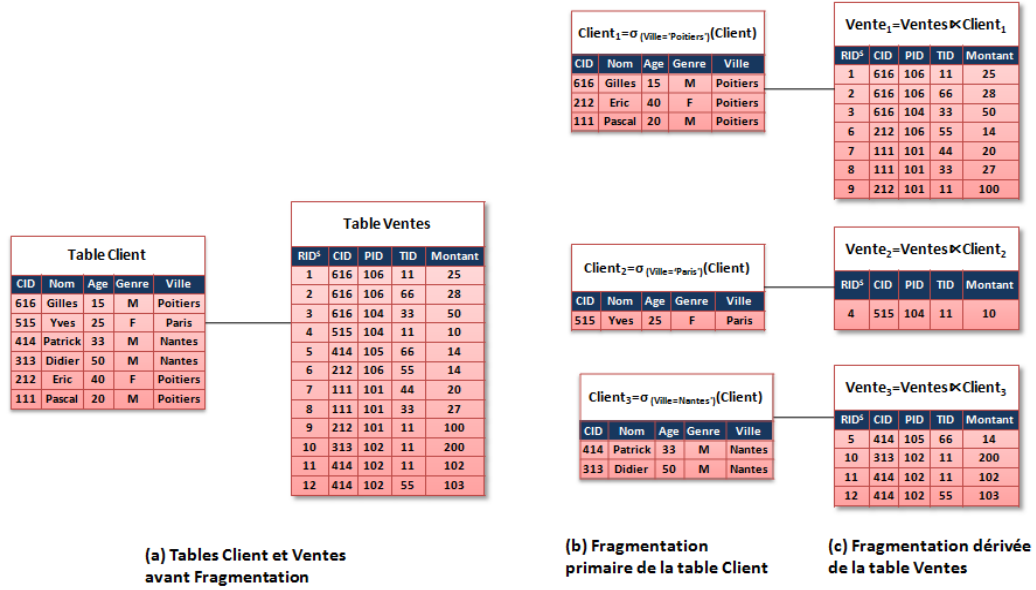 Table Client
CID Nom Age Genre Ville
616 Gilles 15 M Poitiers
515 Yves 25 F Paris
414 Patrick 33 M Nantes
313 Didier 50 M Nantes
212 Eric 40 F Poitiers
111 Pascal 20 M Poitiers
Table Ventes
RIDˢ CID PID TID Montant
1 616 106 11 25
2 616 106 66 28
3 616 104 33 50
4 515 104 11 10
5 414 105 66 14
6 212 106 55 14
7 111 101 44 20
8 111 101 33 27
9 212 101 11 100
10 313 102 11 200
11 414 102 11 102
12 414 102 55 103
(a) Tables Client et Ventes
avant Fragmentation
Client₁=σ (Ville='Poitiers')(Client)
CID Nom Age Genre Ville
616 Gilles 15 M Poitiers
212 Eric 40 F Poitiers
111 Pascal 20 M Poitiers
Client₂=σ (Ville='Paris')(Client)
CID Nom Age Genre Ville
515 Yves 25 F Paris
Client₃=σ (Ville=Nantes')(Client)
CID Nom Age Genre Ville
414 Patrick 33 M Nantes
313 Didier 50 M Nantes
(b) Fragmentation
primaire de la table Client
Vente₁=Ventes⋉Client₁
RIDˢ CID PID TID Montant
1 616 106 11 25
2 616 106 66 28
3 616 104 33 50
6 212 106 55 14
7 111 101 44 20
8 111 101 33 27
9 212 101 11 100
Vente₂=Ventes⋉Client₂
RIDˢ CID PID TID Montant
4 515 104 11 10
Vente₃=Ventes⋉Client₃
RIDˢ CID PID TID Montant
5 414 105 66 14
10 313 102 11 200
11 414 102 11 102
12 414 102 55 103
(c) Fragmentation dérivée
de la table Ventes